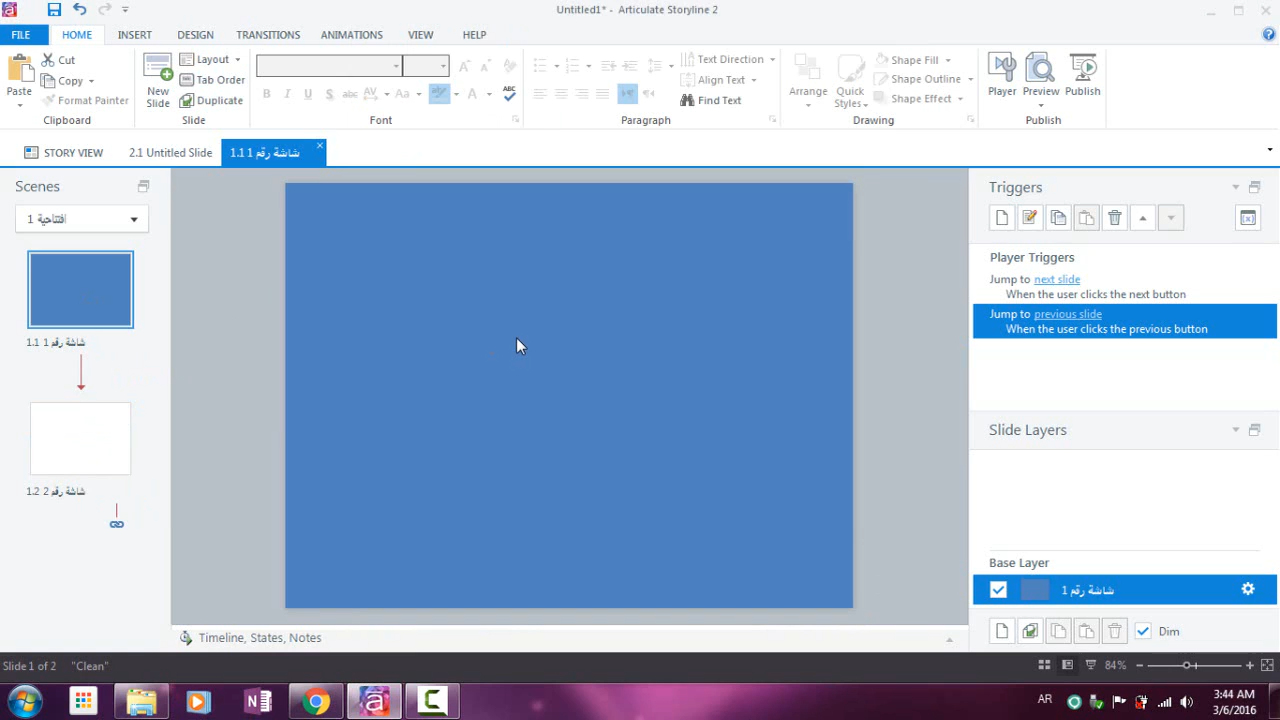 Untitled1* - Articulate Storyline 2
FILE
HOME
INSERT
DESIGN
TRANSITIONS
ANIMATIONS
VIEW
HELP
Paste
Cut
Copy
Format Painter
Clipboard
New Slide
Layout
Tab Order
Duplicate
Slide
Font
Text Direction
Align Text
Find Text
Paragraph
Arrange
Quick Styles
Shape Fill
Shape Outline
Shape Effect
Drawing
Player
Preview
Publish
Publish
STORY VIEW
2.1 Untitled Slide
1.1 شاشة رقم 1
Scenes
1 افتتاحية
1.1 شاشة رقم 1
1.2 شاشة رقم 2
Triggers
Player Triggers
Jump to next slide
When the user clicks the next button
Jump to previous slide
When the user clicks the previous button
Slide Layers
Base Layer
شاشة رقم 1
Dim
Timeline, States, Notes
Slide 1 of 2
"Clean"
84%
AR
3:44 AM
3/6/2016